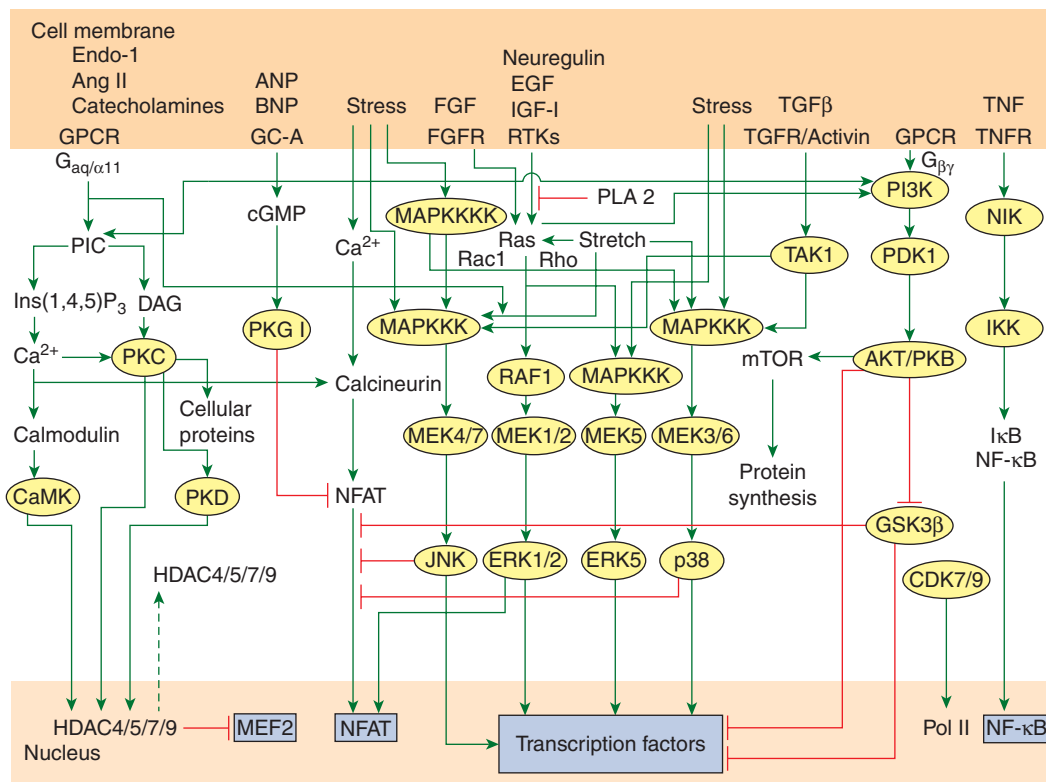 Cell membrane
Endo-1
Ang II
Catecholamines
GPCR
ANP
BNP
GC-A
Stress
FGF
FGFR
Neuregulin
EGF
IGF-I
RTKs
Stress
TGFβ
TGFR/Activin
GPCR
TNF
TNFR
Gaq/α11
Gβγ
PI3K
PLA 2
cGMP
MAPKKKK
NIK
PIC
Ca2+
Ras
Stretch
Rac1
Rho
TAK1
PDK1
Ins(1,4,5)P3
DAG
PKG I
MAPKKK
MAPKKK
IKK
Ca2+
PKC
mTOR
AKT/PKB
Calcineurin
RAF1
MAPKKK
Cellular
proteins
Calmodulin
MEK4/7
MEK1/2
MEK5
MEK3/6
IκB
NF-κB
Protein
synthesis
CaMK
PKD
NFAT
GSK3β
JNK
ERK1/2
ERK5
p38
HDAC4/5/7/9
CDK7/9
HDAC4/5/7/9
MEF2
NFAT
Transcription factors
Pol II
NF-κB
Nucleus